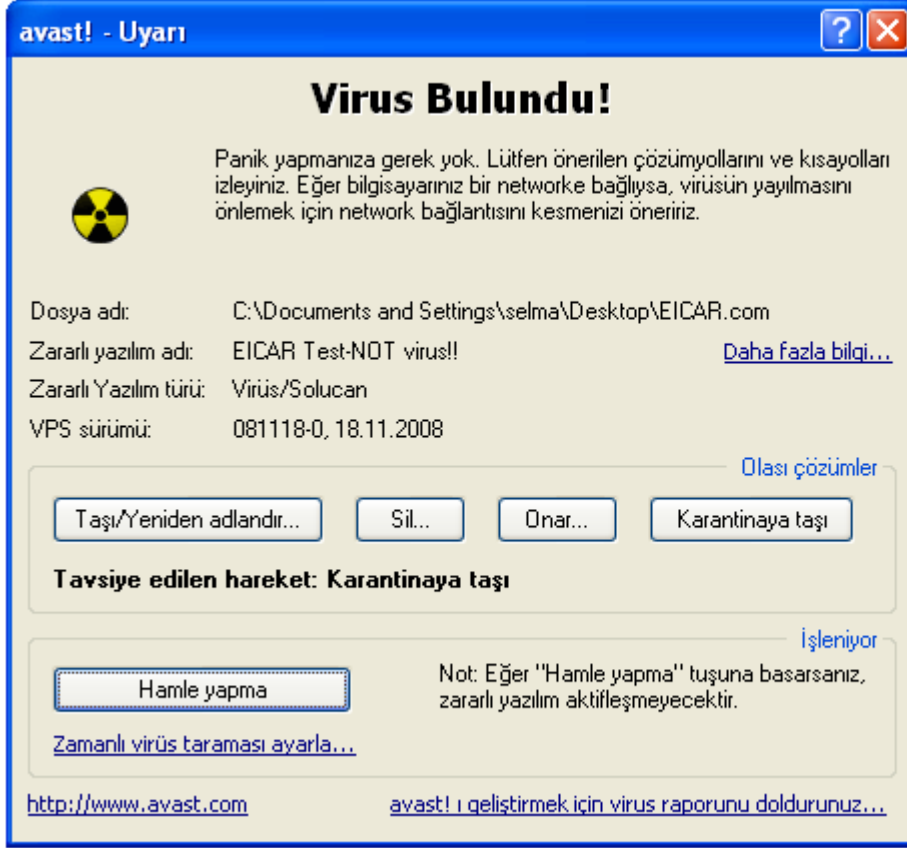 avast! - Uyarı
Virus Bulundu!
Panik yapmanıza gerek yok. Lütfen önerilen çözümyollarını ve kısayolları
izleyiniz. Eğer bilgisayarınız bir networke bağlıysa, virüsün yayılmasını
önlemek için network bağlantısını kesmenizi öneririz.
Dosya adı: C:\Documents and Settings\selma\Desktop\EICAR.com
Zararlı yazılım adı: EICAR Test-NOT virus!! Daha fazla bilgi...
Zararlı Yazılım türü: Virüs/Solucan
VPS sürümü: 081118-0, 18.11.2008
Olası çözümler
Taşı/Yeniden adlandır... Sil... Onar... Karantinaya taşı
Tavsiye edilen hareket: Karantinaya taşı
İşleniyor
Hamle yapma
Not: Eğer "Hamle yapma" tuşuna basarsanız,
zararlı yazılım aktifleşmeyecektir.
Zamanlı virüs taraması ayarla...
http://www.avast.com avast! ı geliştirmek için virus raporunu doldurunuz...